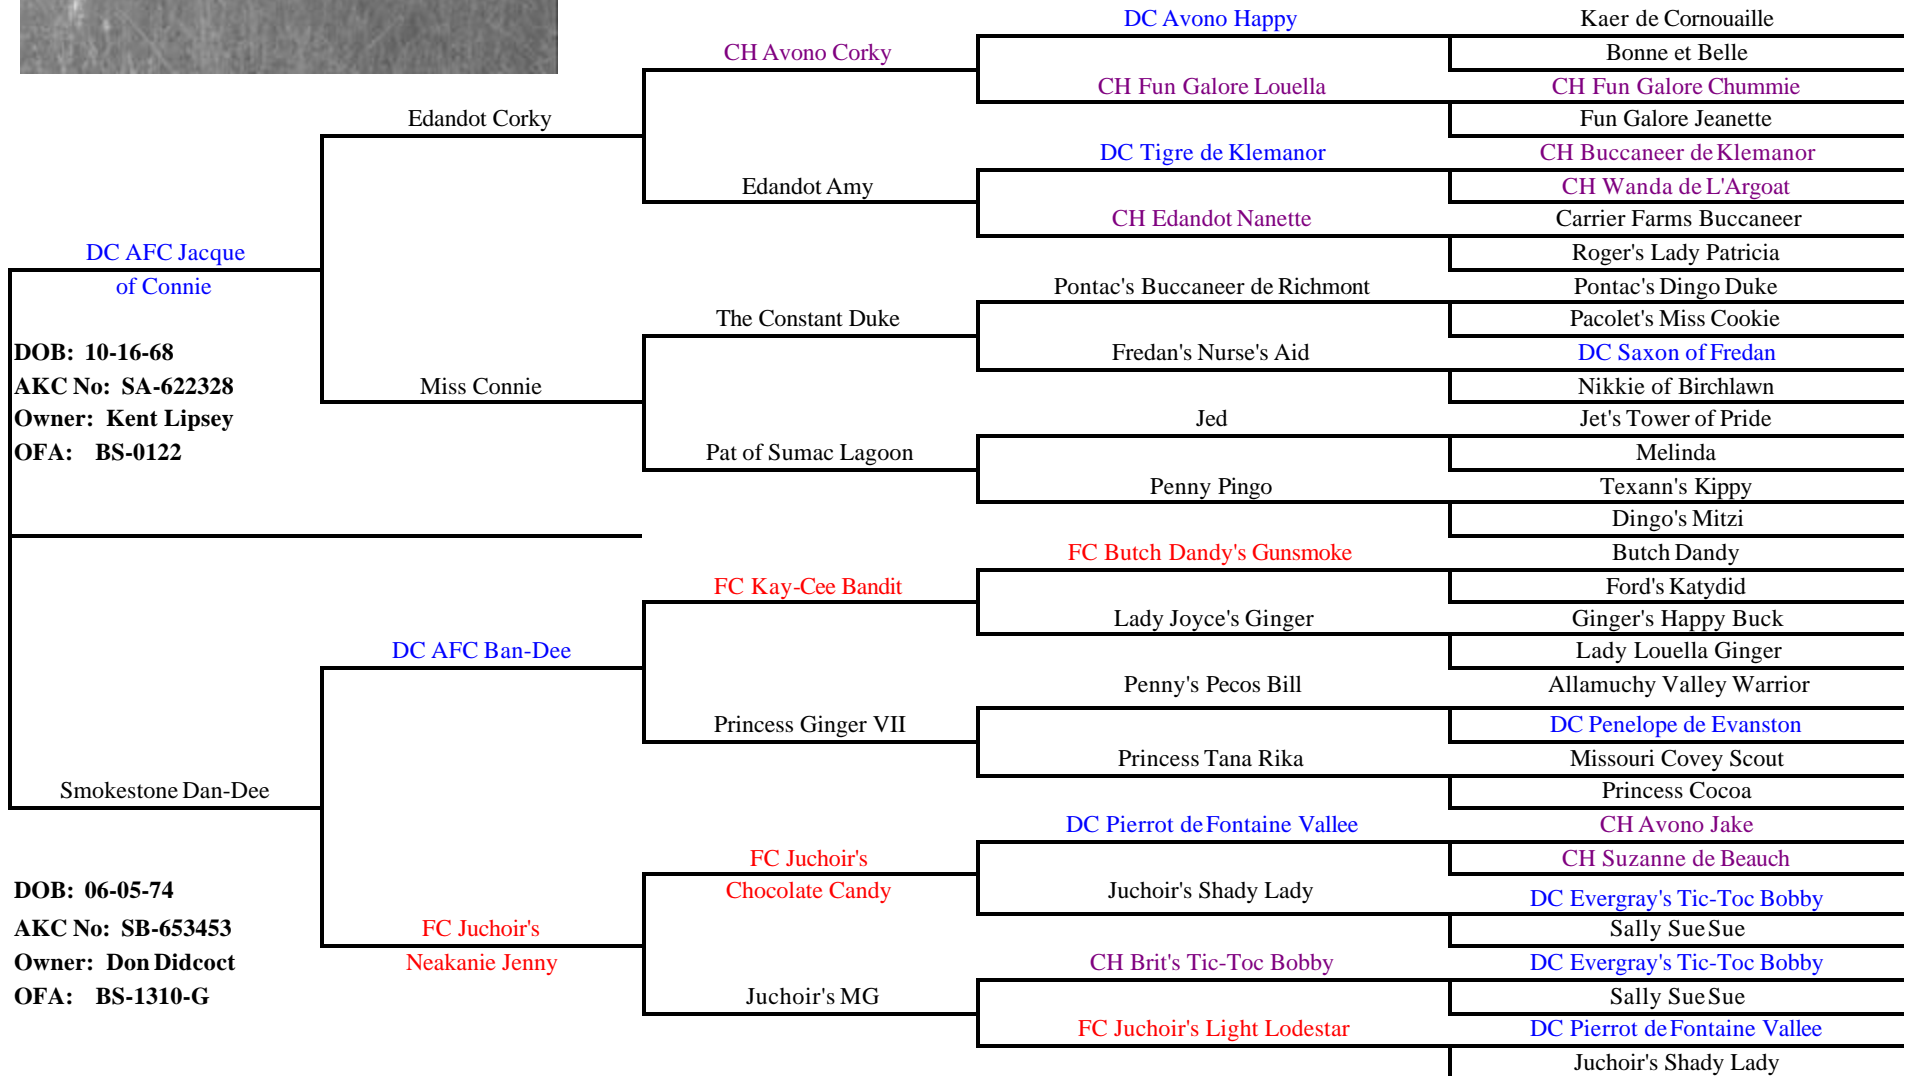 DC AFC Jacque
of Connie
DOB: 10-16-68
AKC No: SA-622328
Owner: Kent Lipsey
OFA: BS-0122
Smokestone Dan-Dee
DOB: 06-05-74
AKC No: SB-653453
Owner: Don Didcoct
OFA: BS-1310-G
Edandot Corky
Miss Connie
DC AFC Ban-Dee
FC Juchoir's
Neakanie Jenny
CH Avono Corky
Edandot Amy
The Constant Duke
Pat of Sumac Lagoon
FC Kay-Cee Bandit
Princess Ginger VII
FC Juchoir's
Chocolate Candy
Juchoir's MG
DC Avono Happy
CH Fun Galore Louella
DC Tigre de Klemanor
CH Edandot Nanette
Pontac's Buccaneer de Richmont
Fredan's Nurse's Aid
Jed
Penny Pingo
FC Butch Dandy's Gunsmoke
Lady Joyce's Ginger
Penny's Pecos Bill
Princess Tana Rika
DC Pierrot de Fontaine Vallee
Juchoir's Shady Lady
CH Brit's Tic-Toc Bobby
FC Juchoir's Light Lodestar
Kaer de Cornouaille
Bonne et Belle
CH Fun Galore Chummie
Fun Galore Jeanette
CH Buccaneer de Klemanor
CH Wanda de L'Argoat
Carrier Farms Buccaneer
Roger's Lady Patricia
Pontac's Dingo Duke
Pacolet's Miss Cookie
DC Saxon of Fredan
Nikkie of Birchlawn
Jet's Tower of Pride
Melinda
Texann's Kippy
Dingo's Mitzi
Butch Dandy
Ford's Katydid
Ginger's Happy Buck
Lady Louella Ginger
Allamuchy Valley Warrior
DC Penelope de Evanston
Missouri Covey Scout
Princess Cocoa
CH Avono Jake
CH Suzanne de Beauch
DC Evergray's Tic-Toc Bobby
Sally Sue Sue
DC Evergray's Tic-Toc Bobby
Sally Sue Sue
DC Pierrot de Fontaine Vallee
Juchoir's Shady Lady